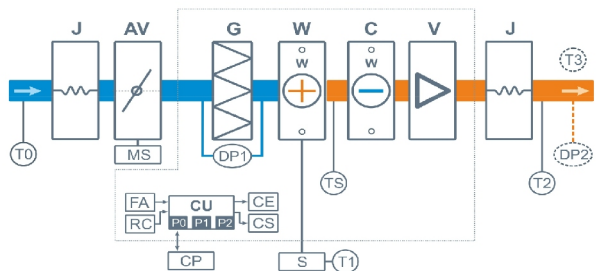 J AV G W C V J
w w T3
T0 MS DP1 TS T2 DP2
FA CU CE
RC P0 P1 P2 CS
CP S T1